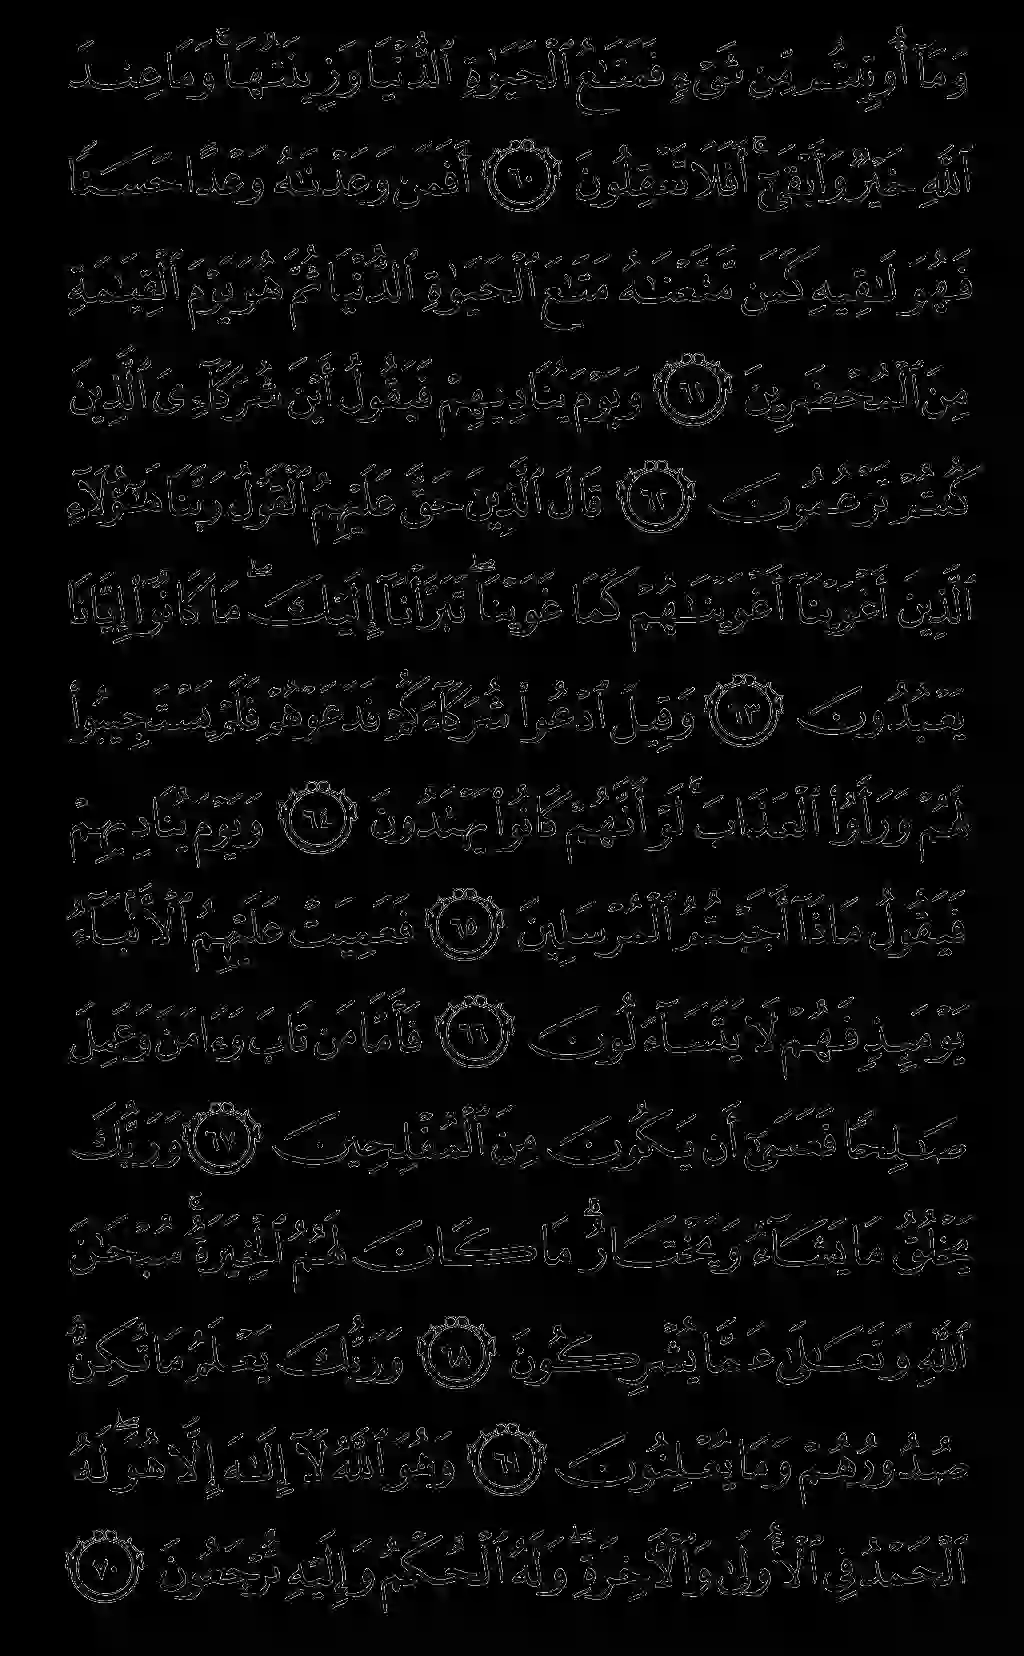 وَمَآ أُوتِيتُم مِّن شَىْءٍ فَمَتَٰعُ ٱلْحَيَوٰةِ ٱلدُّنْيَا وَزِينَتُهَا ۚ وَمَا عِندَ
ٱللَّهِ خَيْرٌ وَأَبْقَىٰٓ ۚ أَفَلَا تَعْقِلُونَ ٦٠ أَفَمَن وَعَدْنَٰهُ وَعْدًا حَسَنًا
فَهُوَ لَٰقِيهِ كَمَن مَّتَّعْنَٰهُ مَتَٰعَ ٱلْحَيَوٰةِ ٱلدُّنْيَا ثُمَّ هُوَ يَوْمَ ٱلْقِيَٰمَةِ
مِنَ ٱلْمُحْضَرِينَ ٦١ وَيَوْمَ يُنَادِيهِمْ فَيَقُولُ أَيْنَ شُرَكَآءِىَ ٱلَّذِينَ
كُنتُمْ تَزْعُمُونَ ٦٢ قَالَ ٱلَّذِينَ حَقَّ عَلَيْهِمُ ٱلْقَوْلُ رَبَّنَا هَٰٓؤُلَآءِ
ٱلَّذِينَ أَغْوَيْنَآ أَغْوَيْنَٰهُمْ كَمَا غَوَيْنَا ۖ تَبَرَّأْنَآ إِلَيْكَ ۖ مَا كَانُوٓا۟ إِيَّانَا
يَعْبُدُونَ ٦٣ وَقِيلَ ٱدْعُوا۟ شُرَكَآءَكُمْ فَدَعَوْهُمْ فَلَمْ يَسْتَجِيبُوا۟
لَهُمْ وَرَأَوُا۟ ٱلْعَذَابَ ۚ لَوْ أَنَّهُمْ كَانُوا۟ يَهْتَدُونَ ٦٤ وَيَوْمَ يُنَادِيهِمْ
فَيَقُولُ مَاذَآ أَجَبْتُمُ ٱلْمُرْسَلِينَ ٦٥ فَعَمِيَتْ عَلَيْهِمُ ٱلْأَنۢبَآءُ
يَوْمَئِذٍ فَهُمْ لَا يَتَسَآءَلُونَ ٦٦ فَأَمَّا مَن تَابَ وَءَامَنَ وَعَمِلَ
صَٰلِحًا فَعَسَىٰٓ أَن يَكُونَ مِنَ ٱلْمُفْلِحِينَ ٦٧ وَرَبُّكَ
يَخْلُقُ مَا يَشَآءُ وَيَخْتَارُ ۗ مَا كَانَ لَهُمُ ٱلْخِيَرَةُ ۚ سُبْحَٰنَ
ٱللَّهِ وَتَعَٰلَىٰ عَمَّا يُشْرِكُونَ ٦٨ وَرَبُّكَ يَعْلَمُ مَا تُكِنُّ
صُدُورُهُمْ وَمَا يُعْلِنُونَ ٦٩ وَهُوَ ٱللَّهُ لَآ إِلَٰهَ إِلَّا هُوَ ۖ لَهُ
ٱلْحَمْدُ فِى ٱلْأُولَىٰ وَٱلْءَاخِرَةِ ۖ وَلَهُ ٱلْحُكْمُ وَإِلَيْهِ تُرْجَعُونَ ٧٠